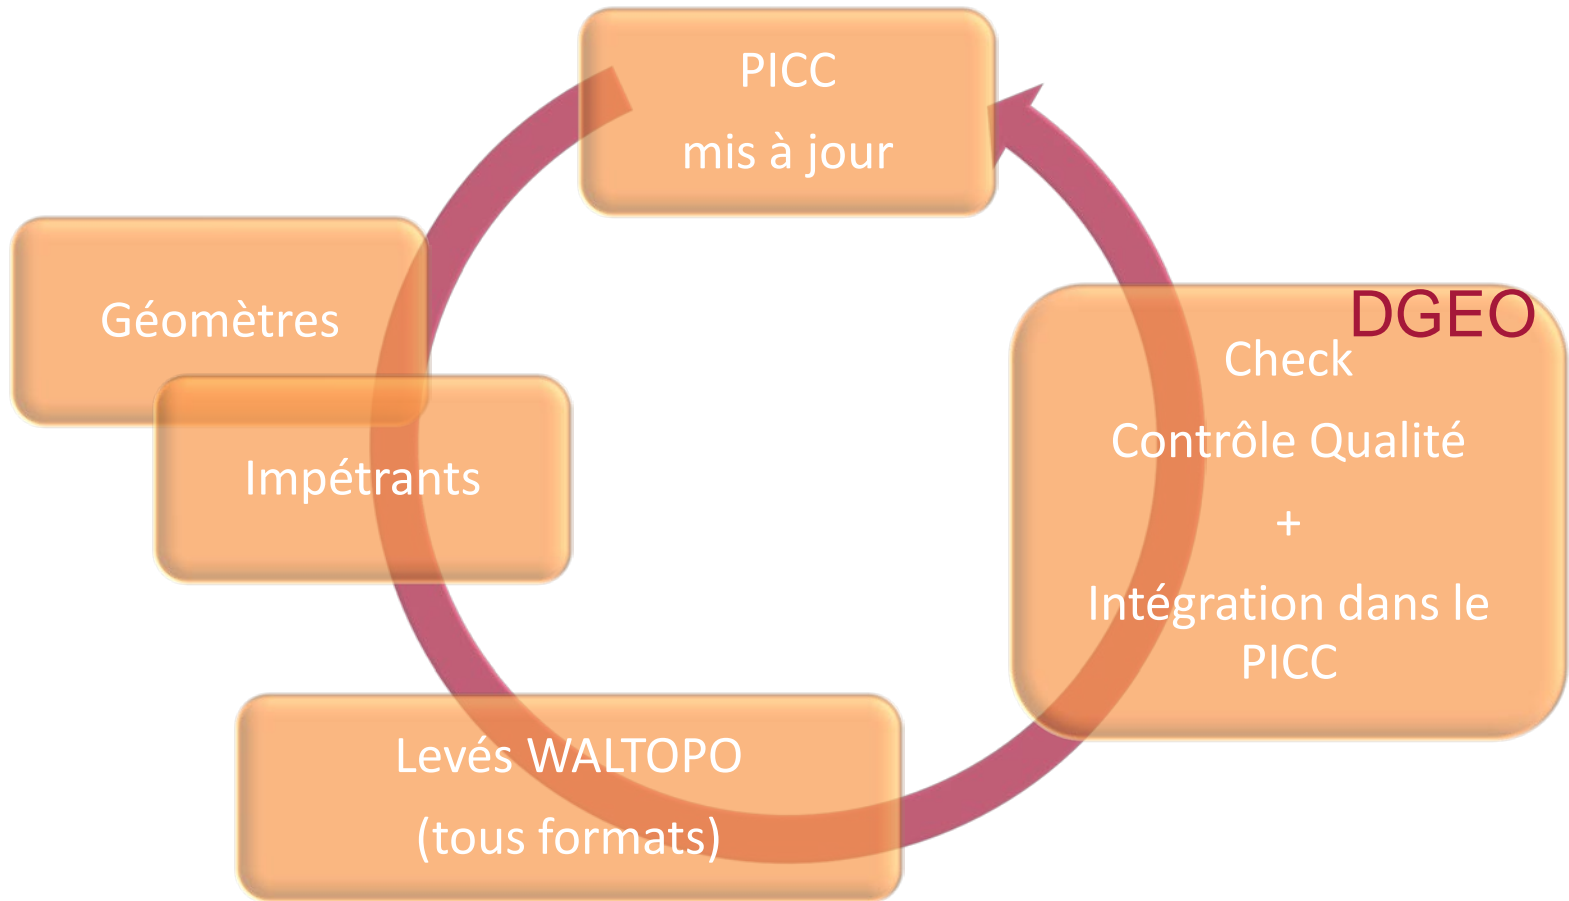 PICC
mis à jour
Géomètres
Impétrants
Levés WALTOPO
(tous formats)
DGEO
Check
Contrôle Qualité
+
Intégration dans le
PICC